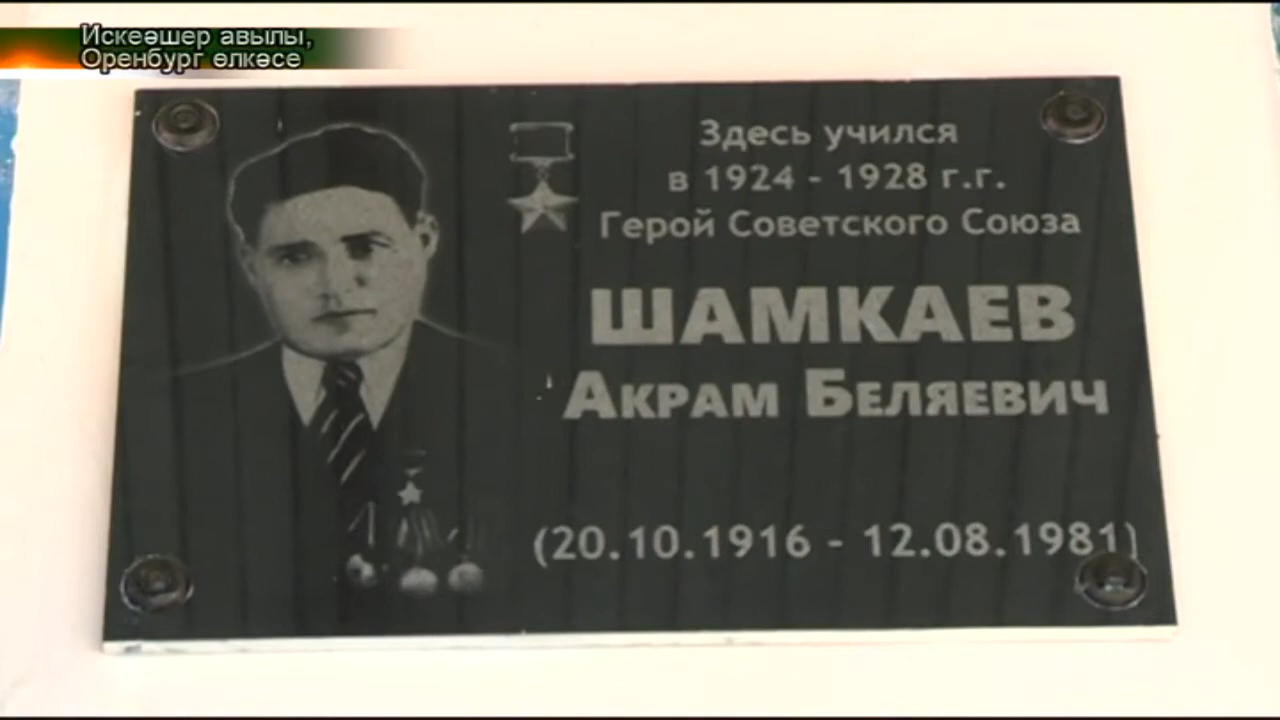 Искеәшер авылы,
Оренбург өлкәсе
Здесь учился
в 1924 - 1928 г.г.
Герой Советского Союза
ШАМКАЕВ
АКРАМ БЕЛЯЕВИЧ
(20.10.1916 - 12.08.1981)